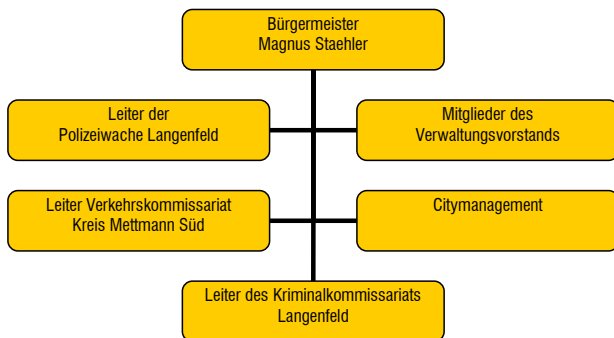 Bürgermeister
Magnus Staehler
Leiter der
Polizeiwache Langenfeld
Mitglieder des
Verwaltungsvorstands
Leiter Verkehrskommissariat
Kreis Mettmann Süd
Citymanagement
Leiter des Kriminalkommissariats
Langenfeld